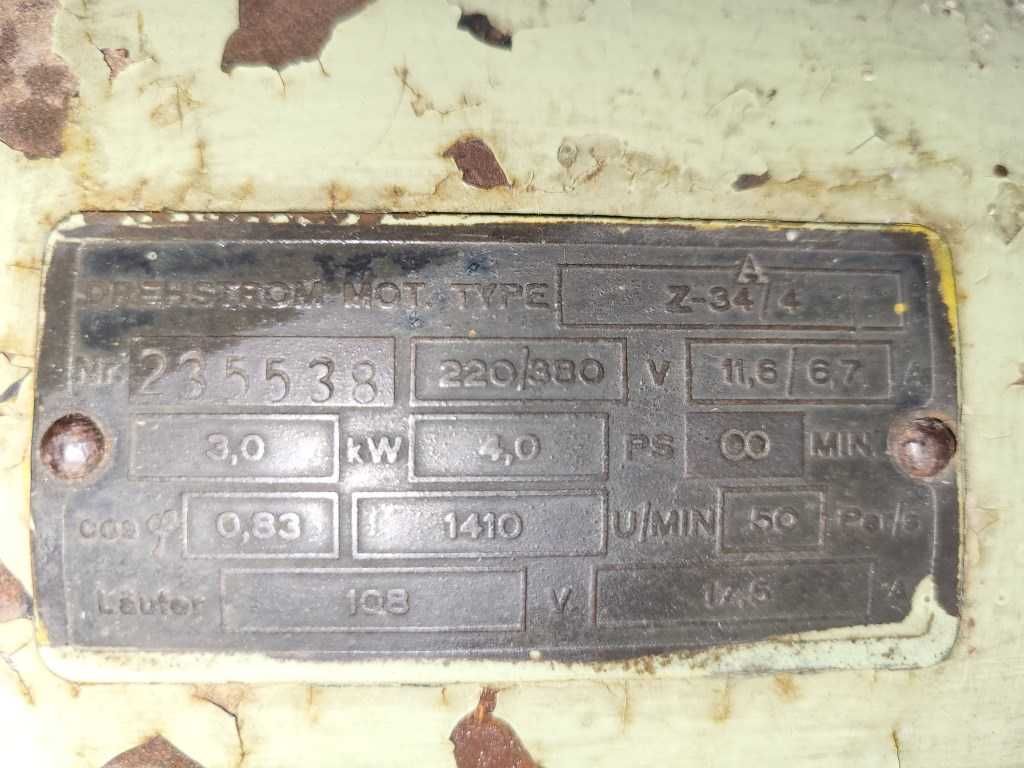 DREHSTROM MOT. TYPE A Z-34/4
Nr. 235538 220/380 V 11,6/6,7 A
3,0 kW 4,0 PS ∞ MIN.
cos φ 0,83 1410 U/MIN 50 Per/s
Läufer 108 V. 17,5 A